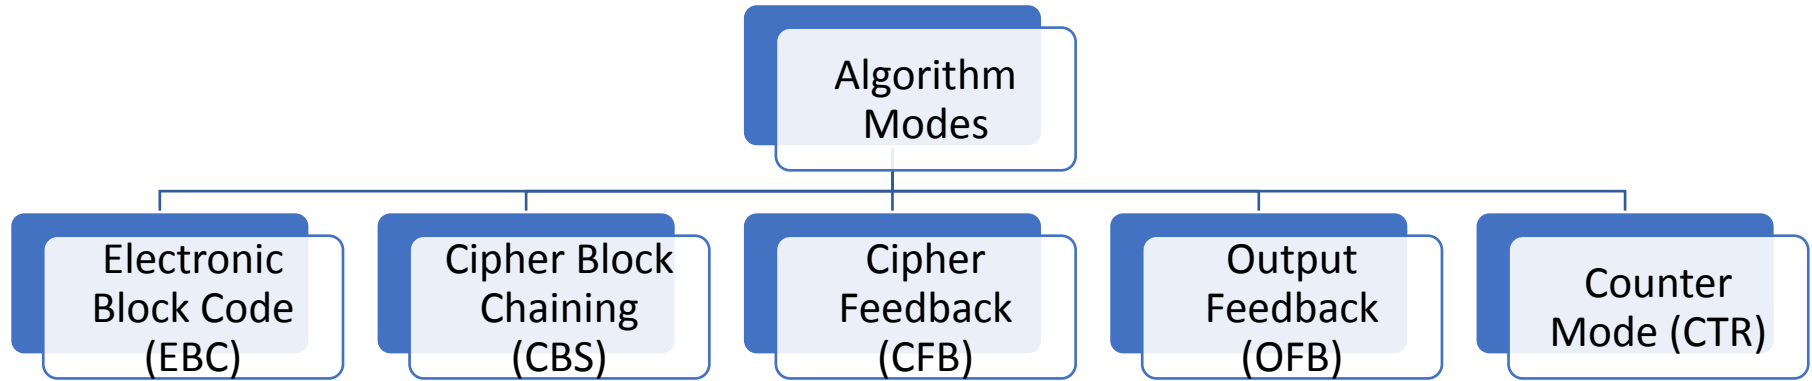 Algorithm
Modes
Electronic
Block Code
(EBC)
Cipher Block
Chaining
(CBS)
Cipher
Feedback
(CFB)
Output
Feedback
(OFB)
Counter
Mode (CTR)